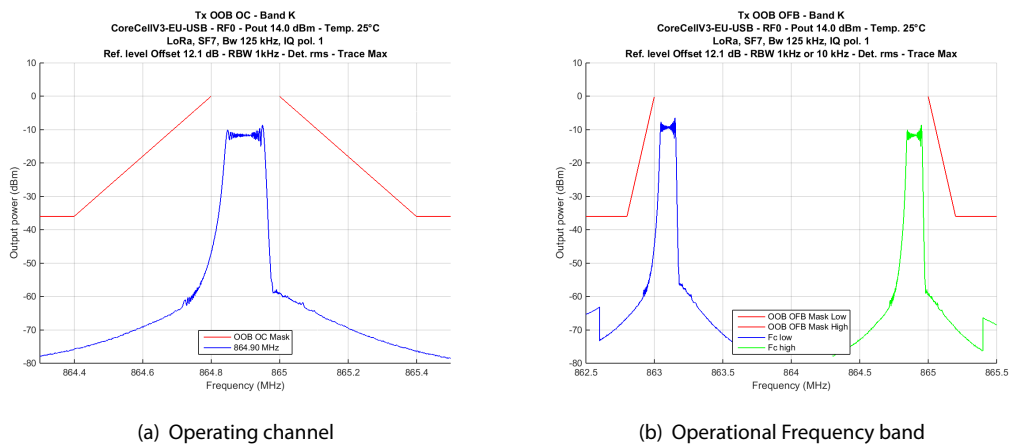 Tx OOB OC - Band K
CoreCellV3-EU-USB - RF0 - Pout 14.0 dBm - Temp. 25°C
LoRa, SF7, Bw 125 kHz, IQ pol. 1
Ref. level Offset 12.1 dB - RBW 1kHz - Det. rms - Trace Max
10
0
-10
-20
-30
-40
-50
-60
-70
-80
Output power (dBm)
OOB OC Mask
864.90 MHz
864.4
864.6
864.8
865
865.2
865.4
Frequency (MHz)
(a) Operating channel
Tx OOB OFB - Band K
CoreCellV3-EU-USB - RF0 - Pout 14.0 dBm - Temp. 25°C
LoRa, SF7, Bw 125 kHz, IQ pol. 1
Ref. level Offset 12.1 dB - RBW 1kHz or 10 kHz - Det. rms - Trace Max
10
0
-10
-20
-30
-40
-50
-60
-70
-80
Output power (dBm)
OOB OFB Mask Low
OOB OFB Mask High
Fc low
Fc high
862.5
863
863.5
864
864.5
865
865.5
Frequency (MHz)
(b) Operational Frequency band